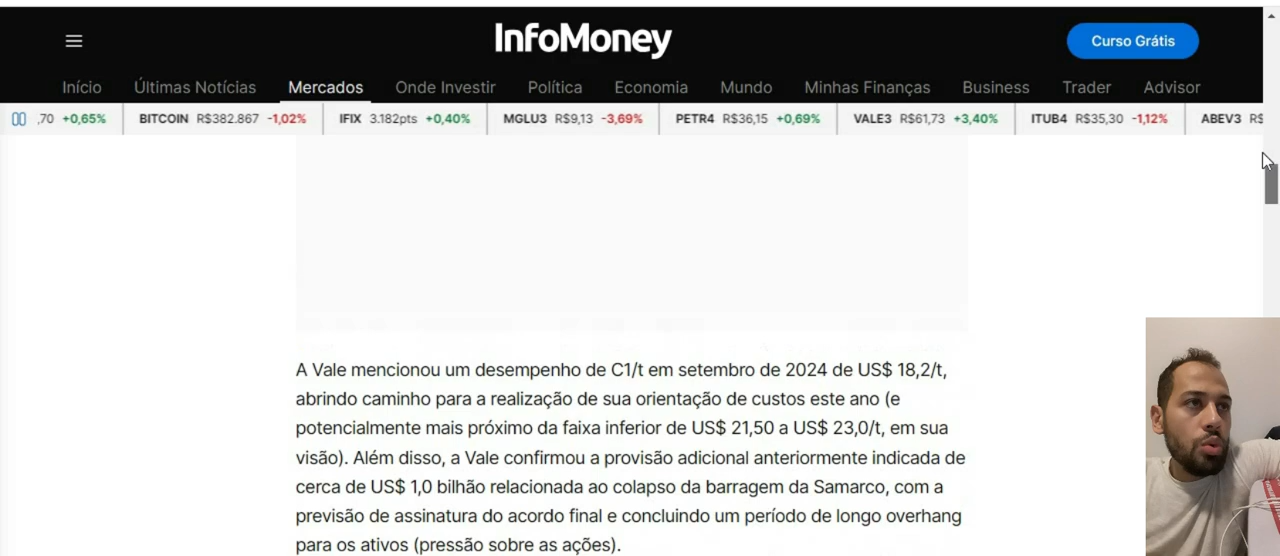 InfoMoney
Curso Grátis
Início Últimas Notícias Mercados Onde Investir Política Economia Mundo Minhas Finanças Business Trader Advisor
,70 +0,65% BITCOIN R$382.867 -1,02% IFIX 3.182pts +0,40% MGLU3 R$9,13 -3,69% PETR4 R$36,15 +0,69% VALE3 R$61,73 +3,40% ITUB4 R$35,30 -1,12% ABEV3 R$
A Vale mencionou um desempenho de C1/t em setembro de 2024 de US$ 18,2/t,
abrindo caminho para a realização de sua orientação de custos este ano (e
potencialmente mais próximo da faixa inferior de US$ 21,50 a US$ 23,0/t, em sua
visão). Além disso, a Vale confirmou a provisão adicional anteriormente indicada de
cerca de US$ 1,0 bilhão relacionada ao colapso da barragem da Samarco, com a
previsão de assinatura do acordo final e concluindo um período de longo overhang
para os ativos (pressão sobre as ações).